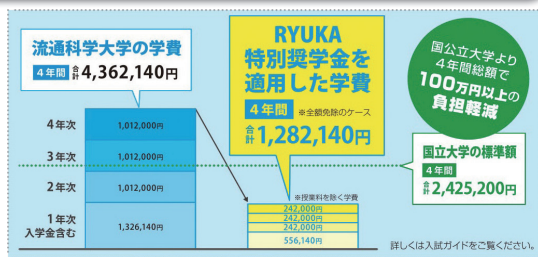 流通科学大学の学費
4年間 合計4,362,140円
RYUKA
特別奨学金を
適用した学費
4年間 ※全額免除のケース
合計1,282,140円
国公立大学より
4年間総額で
100万円以上の
負担軽減
国立大学の標準額
4年間
合計2,425,200円
4年次 1,012,000円
3年次 1,012,000円
2年次 1,012,000円
1年次
入学金含む 1,326,140円
※授業料を除く学費
242,000円
242,000円
242,000円
556,140円
詳しくは入試ガイドをご覧ください。